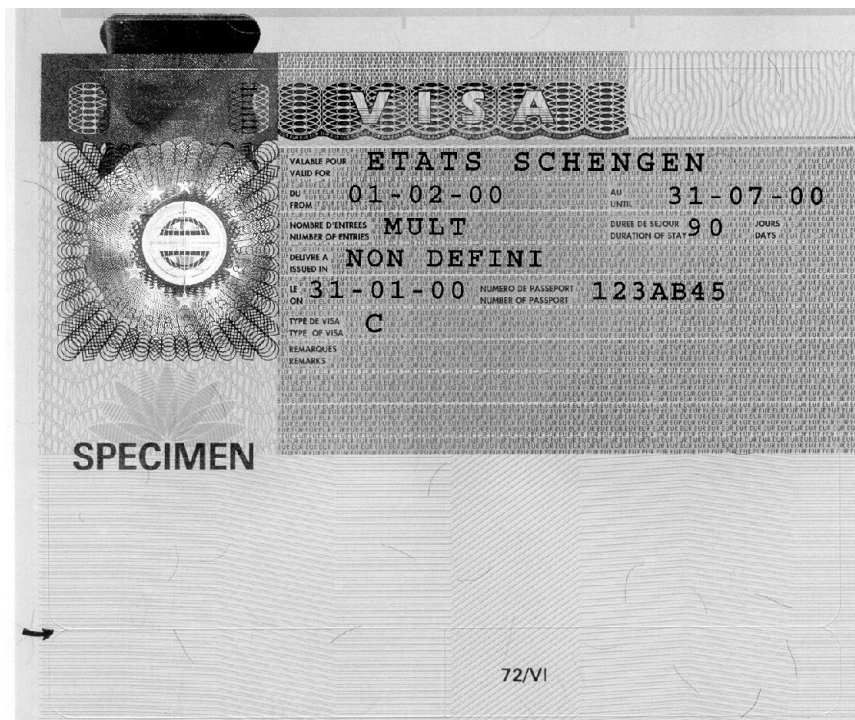 VISA
VALABLE POUR ETATS SCHENGEN
VALID FOR
DU 01-02-00 AU 31-07-00
FROM UNTIL
NOMBRE D'ENTREES MULT DUREE DE SEJOUR 90 JOURS
NUMBER OF ENTRIES DURATION OF STAY DAYS
DELIVRE A NON DEFINI
ISSUED IN
LE 31-01-00 NUMERO DE PASSEPORT 123AB45
ON NUMBER OF PASSPORT
TYPE DE VISA C
TYPE OF VISA
REMARQUES
REMARKS
SPECIMEN
72/VI